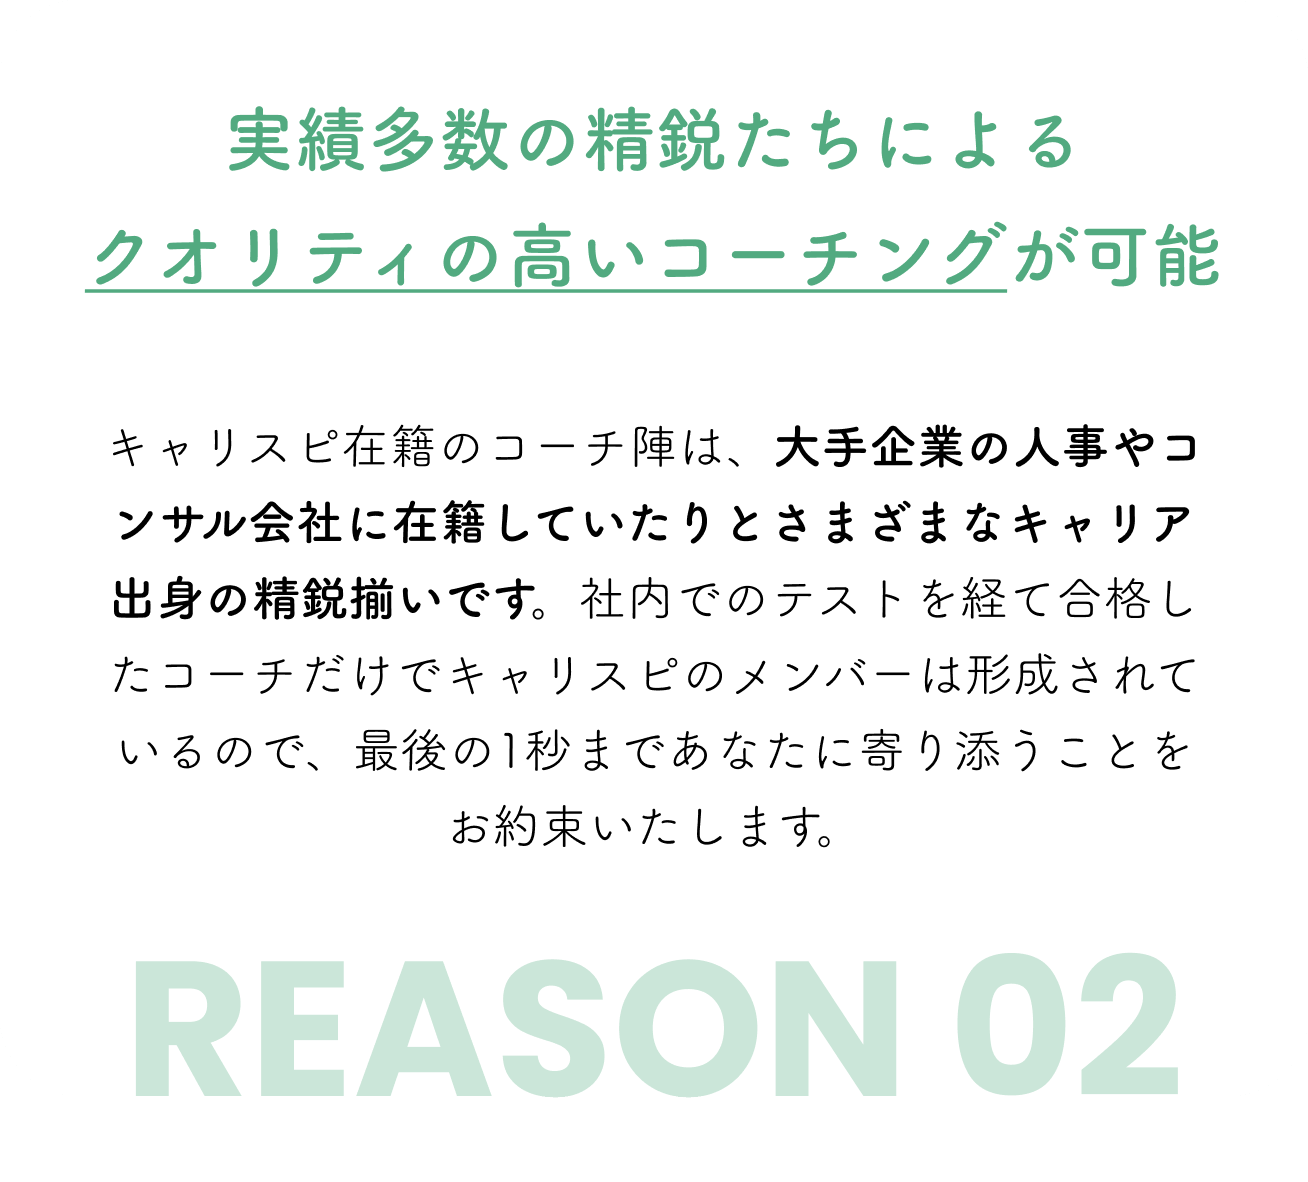 実績多数の精鋭たちによる
クオリティの高いコーチングが可能
キャリスピ在籍のコーチ陣は、大手企業の人事やコ
ンサル会社に在籍していたりとさまざまなキャリア
出身の精鋭揃いです。社内でのテストを経て合格し
たコーチだけでキャリスピのメンバーは形成されて
いるので、最後の1秒まであなたに寄り添うことを
お約束いたします。
REASON 02